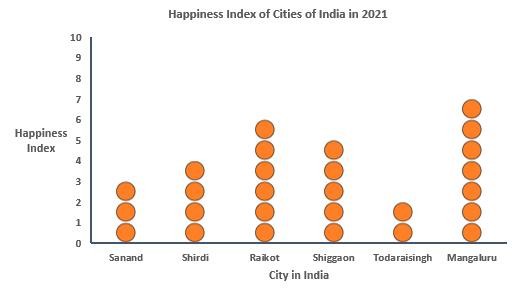 Happiness Index of Cities of India in 2021
10
9
8
7
6
5
4
3
2
1
0
Happiness
Index
Sanand Shirdi Raikot Shiggaon Todaraisingh Mangaluru
City in India